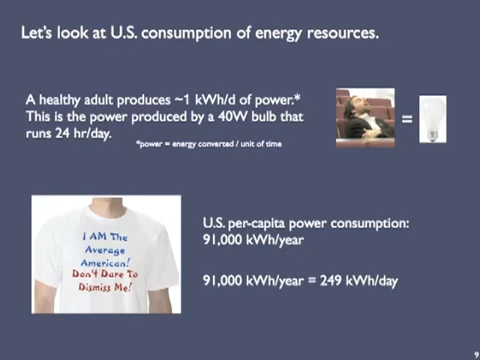 Let's look at U.S. consumption of energy resources.
A healthy adult produces ~1 kWh/d of power.*
This is the power produced by a 40W bulb that
runs 24 hr/day.
*power = energy converted / unit of time
=
I AM The
Average
American!
Don't Dare To
Dismiss Me!
U.S. per-capita power consumption:
91,000 kWh/year
91,000 kWh/year = 249 kWh/day
9